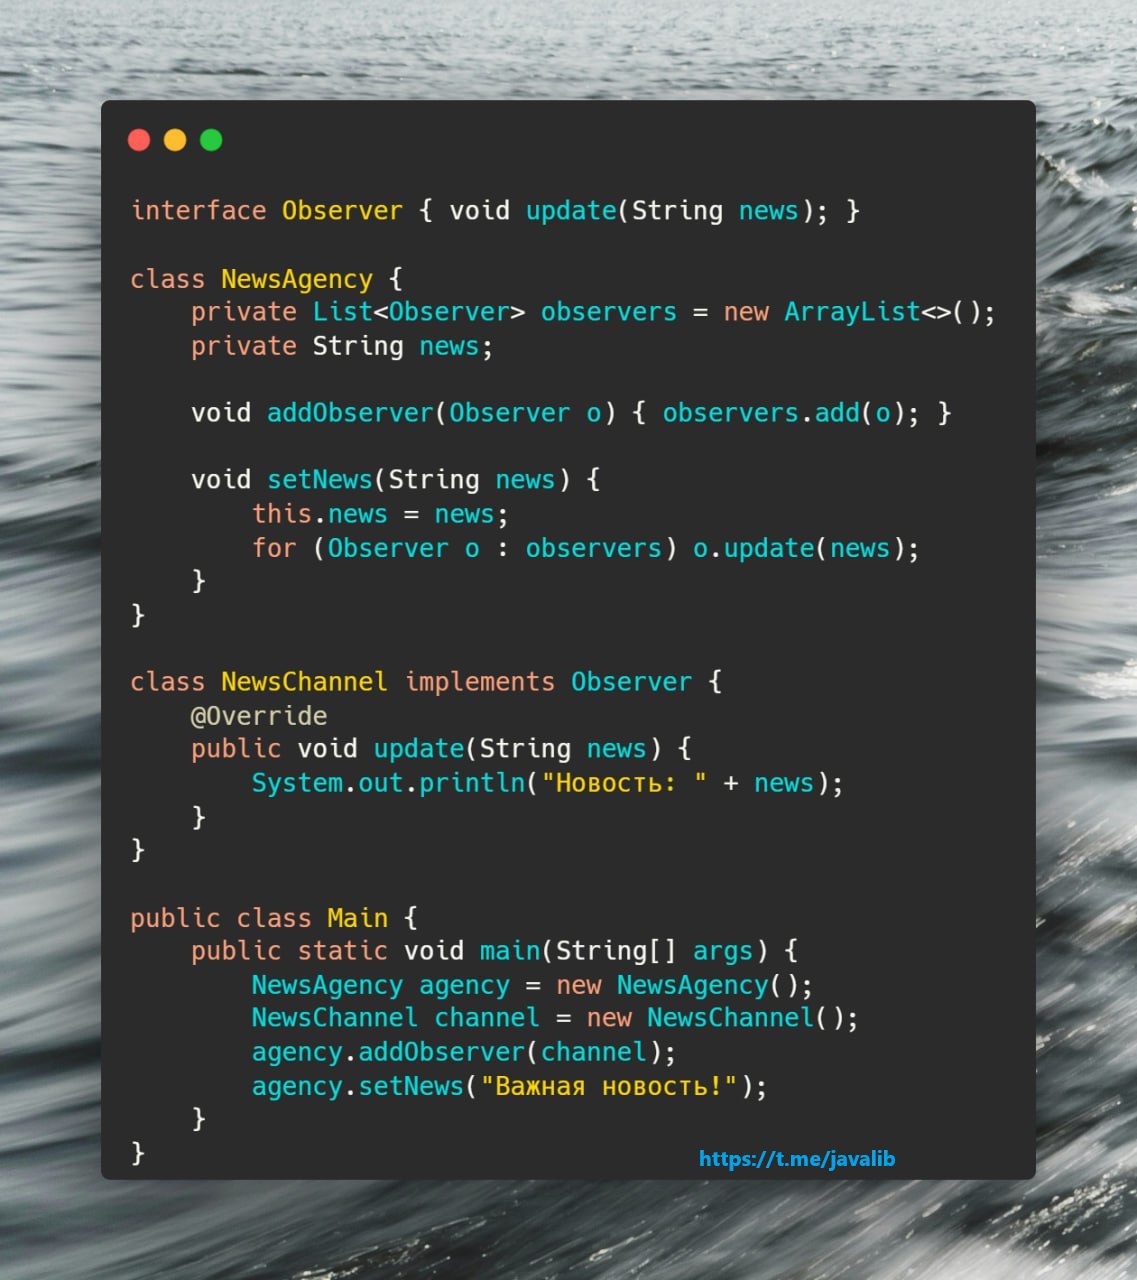 interface Observer { void update(String news); }
class NewsAgency {
private List<Observer> observers = new ArrayList<>();
private String news;
void addObserver(Observer o) { observers.add(o); }
void setNews(String news) {
this.news = news;
for (Observer o : observers) o.update(news);
}
}
class NewsChannel implements Observer {
@Override
public void update(String news) {
System.out.println("Новость: " + news);
}
}
public class Main {
public static void main(String[] args) {
NewsAgency agency = new NewsAgency();
NewsChannel channel = new NewsChannel();
agency.addObserver(channel);
agency.setNews("Важная новость!");
}
}
https://t.me/javalib